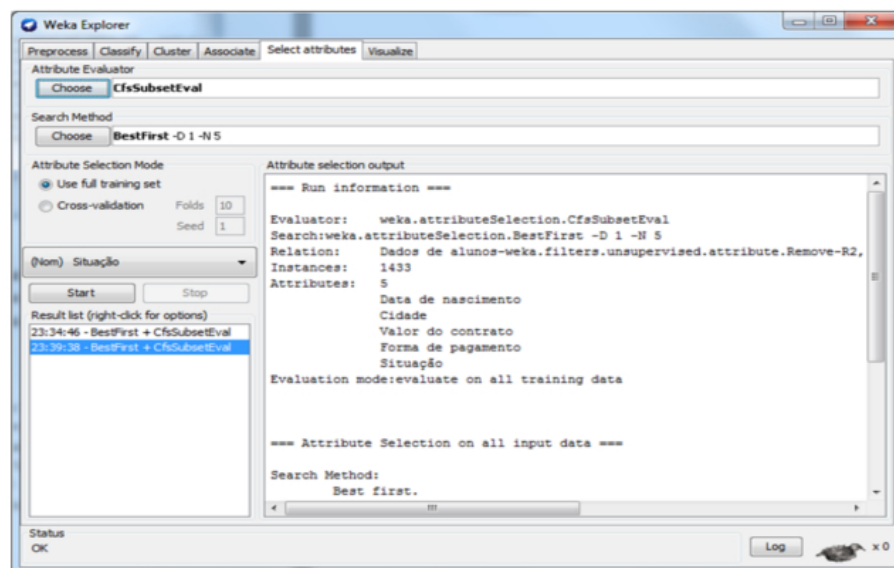 Weka Explorer
Preprocess Classify Cluster Associate Select attributes Visualize
Attribute Evaluator
Choose CfsSubsetEval
Search Method
Choose BestFirst -D 1 -N 5
Attribute Selection Mode
Use full training set
Cross-validation Folds 10
Seed 1
(Nom) Situação
Start Stop
Result list (right-click for options)
23:34:46 - BestFirst + CfsSubsetEval
23:39:38 - BestFirst + CfsSubsetEval
Attribute selection output
=== Run information ===
Evaluator: weka.attributeSelection.CfsSubsetEval
Search:weka.attributeSelection.BestFirst -D 1 -N 5
Relation: Dados de alunos-weka.filters.unsupervised.attribute.Remove-R2,
Instances: 1433
Attributes: 5
Data de nascimento
Cidade
Valor do contrato
Forma de pagamento
Situação
Evaluation mode:evaluate on all training data
=== Attribute Selection on all input data ===
Search Method:
Best first.
Status
OK
Log x 0